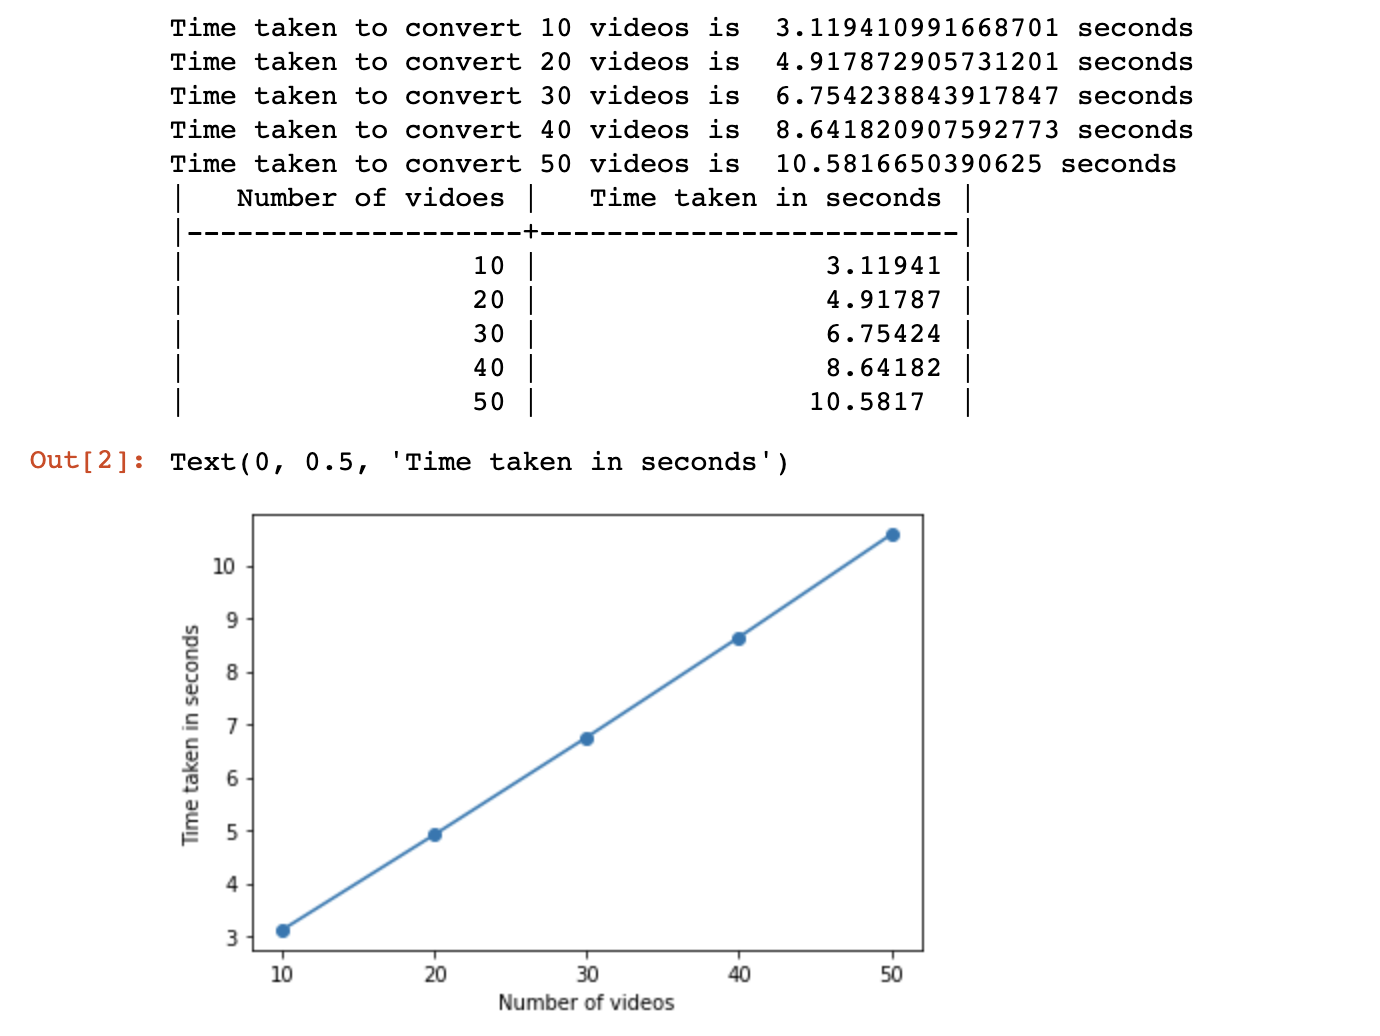 Time taken to convert 10 videos is  3.119410991668701 seconds
Time taken to convert 20 videos is  4.917872905731201 seconds
Time taken to convert 30 videos is  6.754238843917847 seconds
Time taken to convert 40 videos is  8.641820907592773 seconds
Time taken to convert 50 videos is  10.5816650390625 seconds
|   Number of vidoes |   Time taken in seconds |
|--------------------+-------------------------|
|                 10 |                 3.11941 |
|                 20 |                 4.91787 |
|                 30 |                 6.75424 |
|                 40 |                 8.64182 |
|                 50 |                10.5817  |
Out[2]: Text(0, 0.5, 'Time taken in seconds')
Time taken in seconds
10
9
8
7
6
5
4
3
10 20 30 40 50
Number of videos